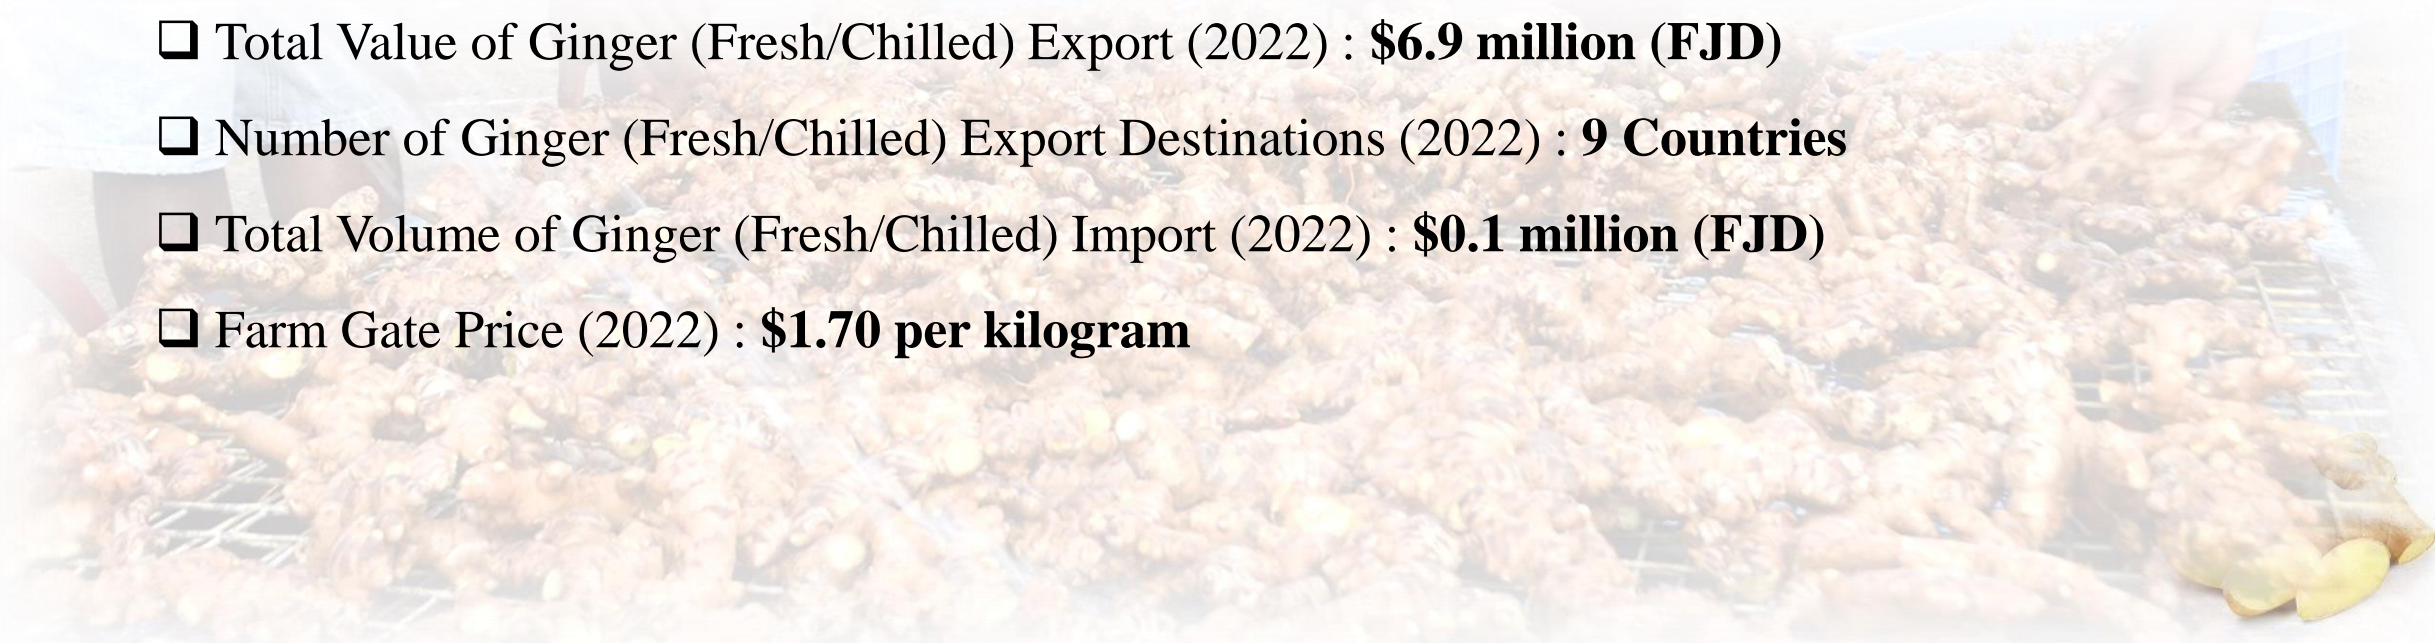 ❑ Total Value of Ginger (Fresh/Chilled) Export (2022) : $6.9 million (FJD)
❑ Number of Ginger (Fresh/Chilled) Export Destinations (2022) : 9 Countries
❑ Total Volume of Ginger (Fresh/Chilled) Import (2022) : $0.1 million (FJD)
❑ Farm Gate Price (2022) : $1.70 per kilogram